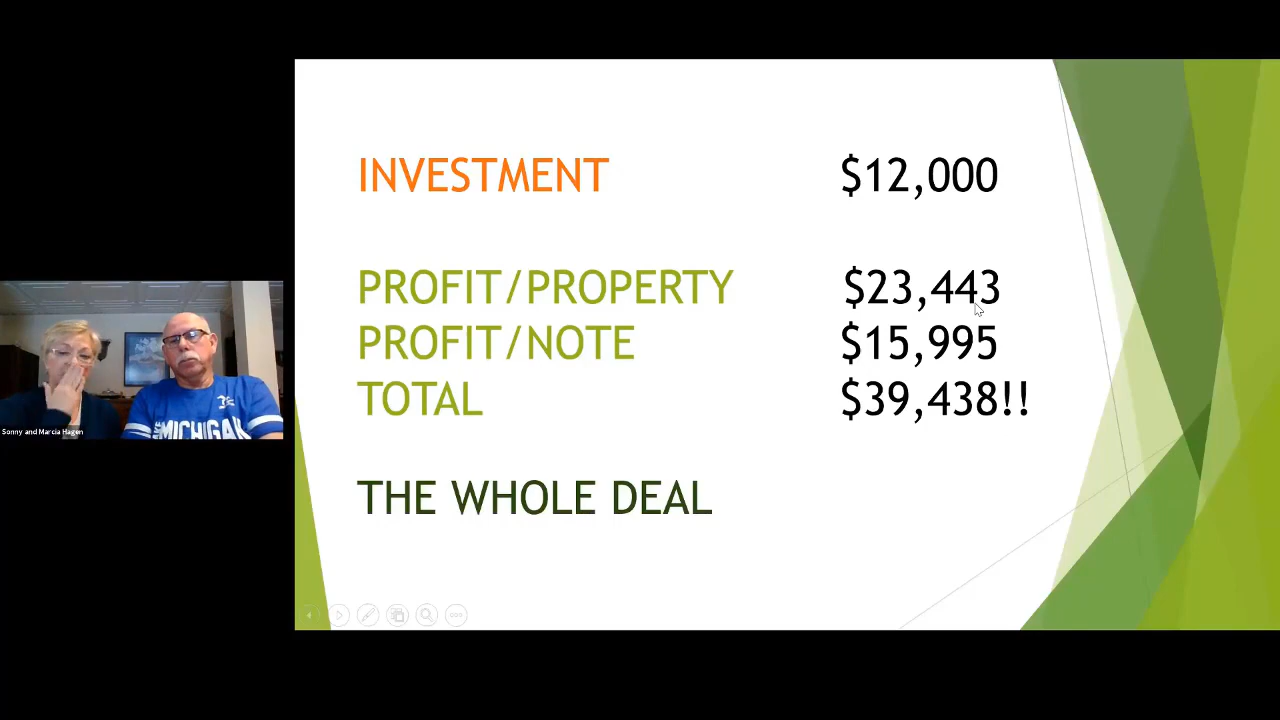 INVESTMENT $12,000
PROFIT/PROPERTY $23,443
PROFIT/NOTE $15,995
TOTAL $39,438!!
THE WHOLE DEAL
MICHIGAN
Sonny and Marcia Hagen